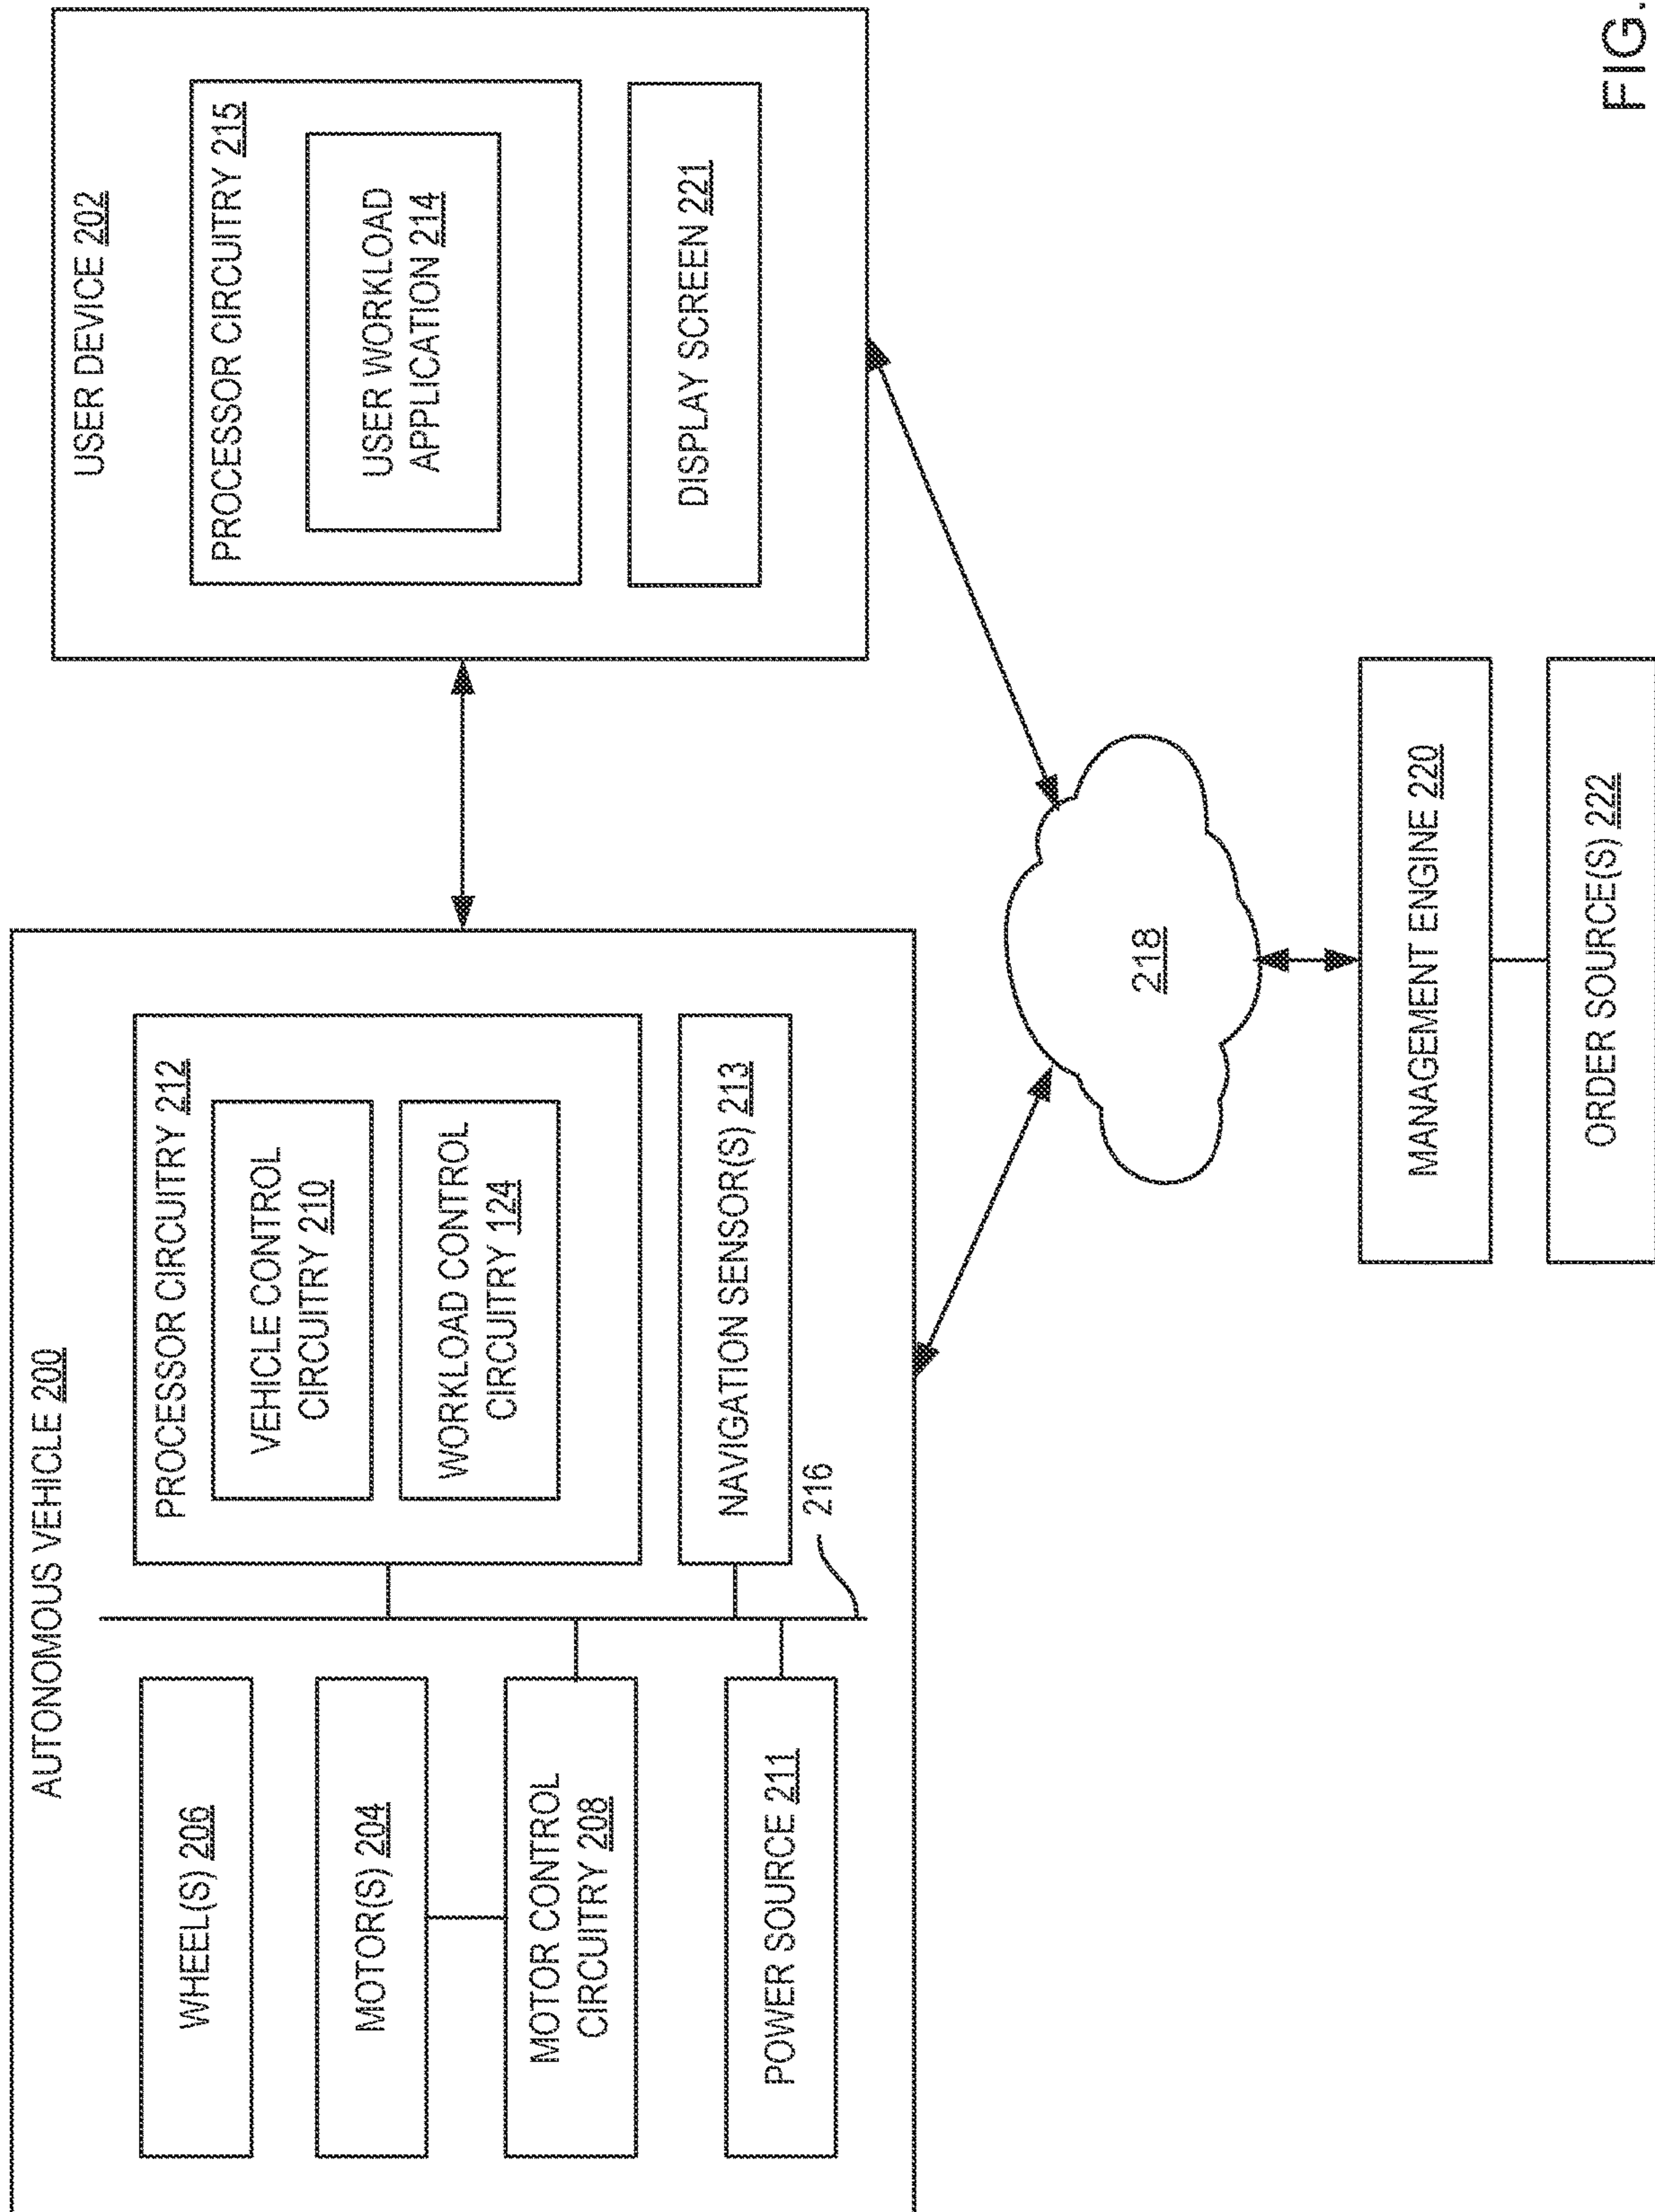 AUTONOMOUS VEHICLE 200
WHEEL(S) 206
MOTOR(S) 204
MOTOR CONTROL
CIRCUITRY 208
POWER SOURCE 211
PROCESSOR CIRCUITRY 212
VEHICLE CONTROL
CIRCUITRY 210
WORKLOAD CONTROL
CIRCUITRY 124
NAVIGATION SENSOR(S) 213
216
USER DEVICE 202
PROCESSOR CIRCUITRY 215
USER WORKLOAD
APPLICATION 214
DISPLAY SCREEN 221
218
MANAGEMENT ENGINE 220
ORDER SOURCE(S) 222
FIG.